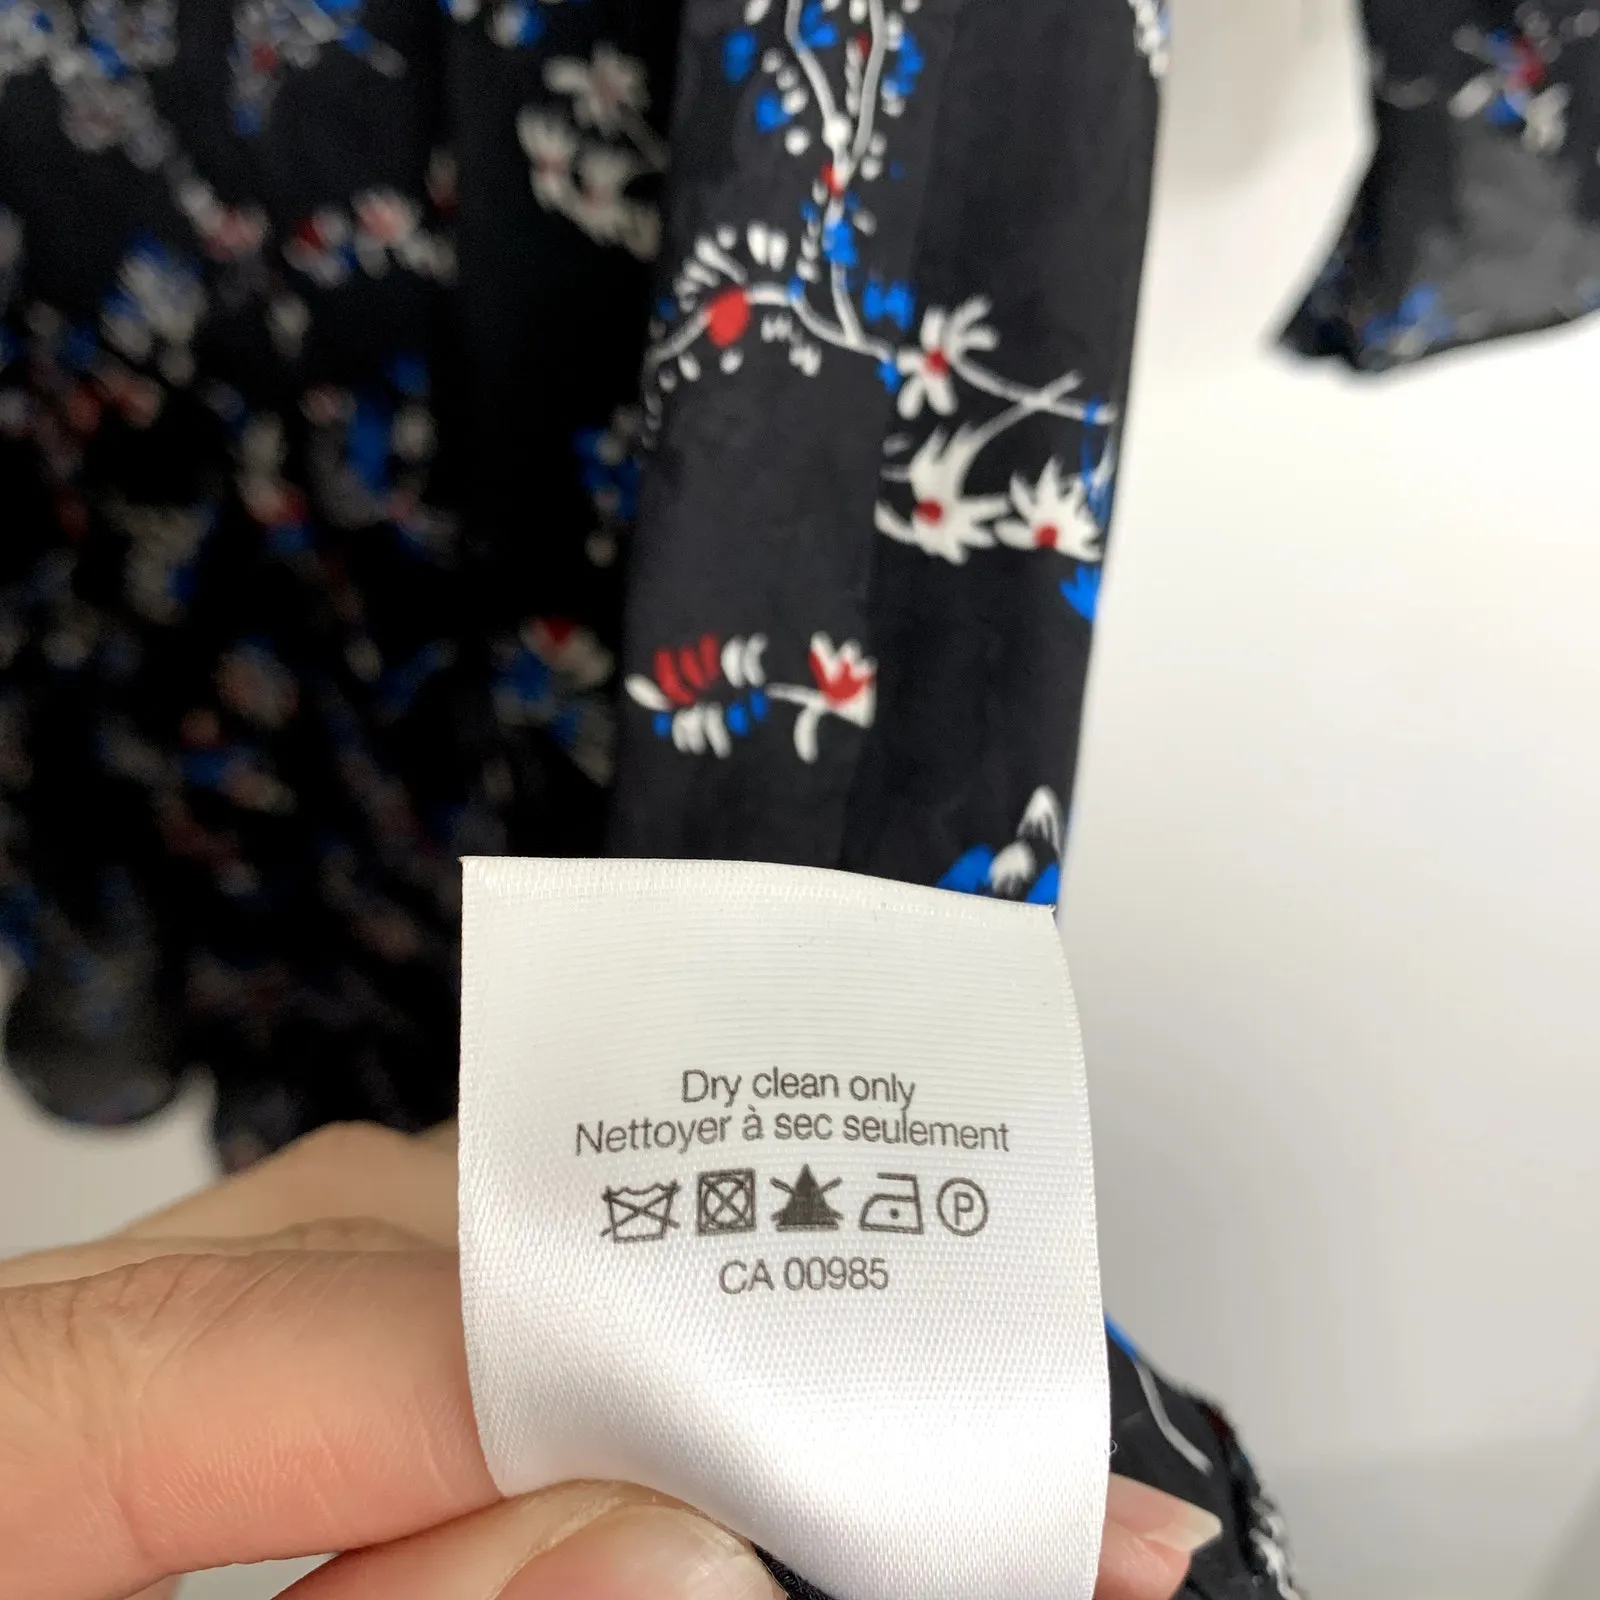 Dry clean only
Nettoyer à sec seulement
P
CA 00985